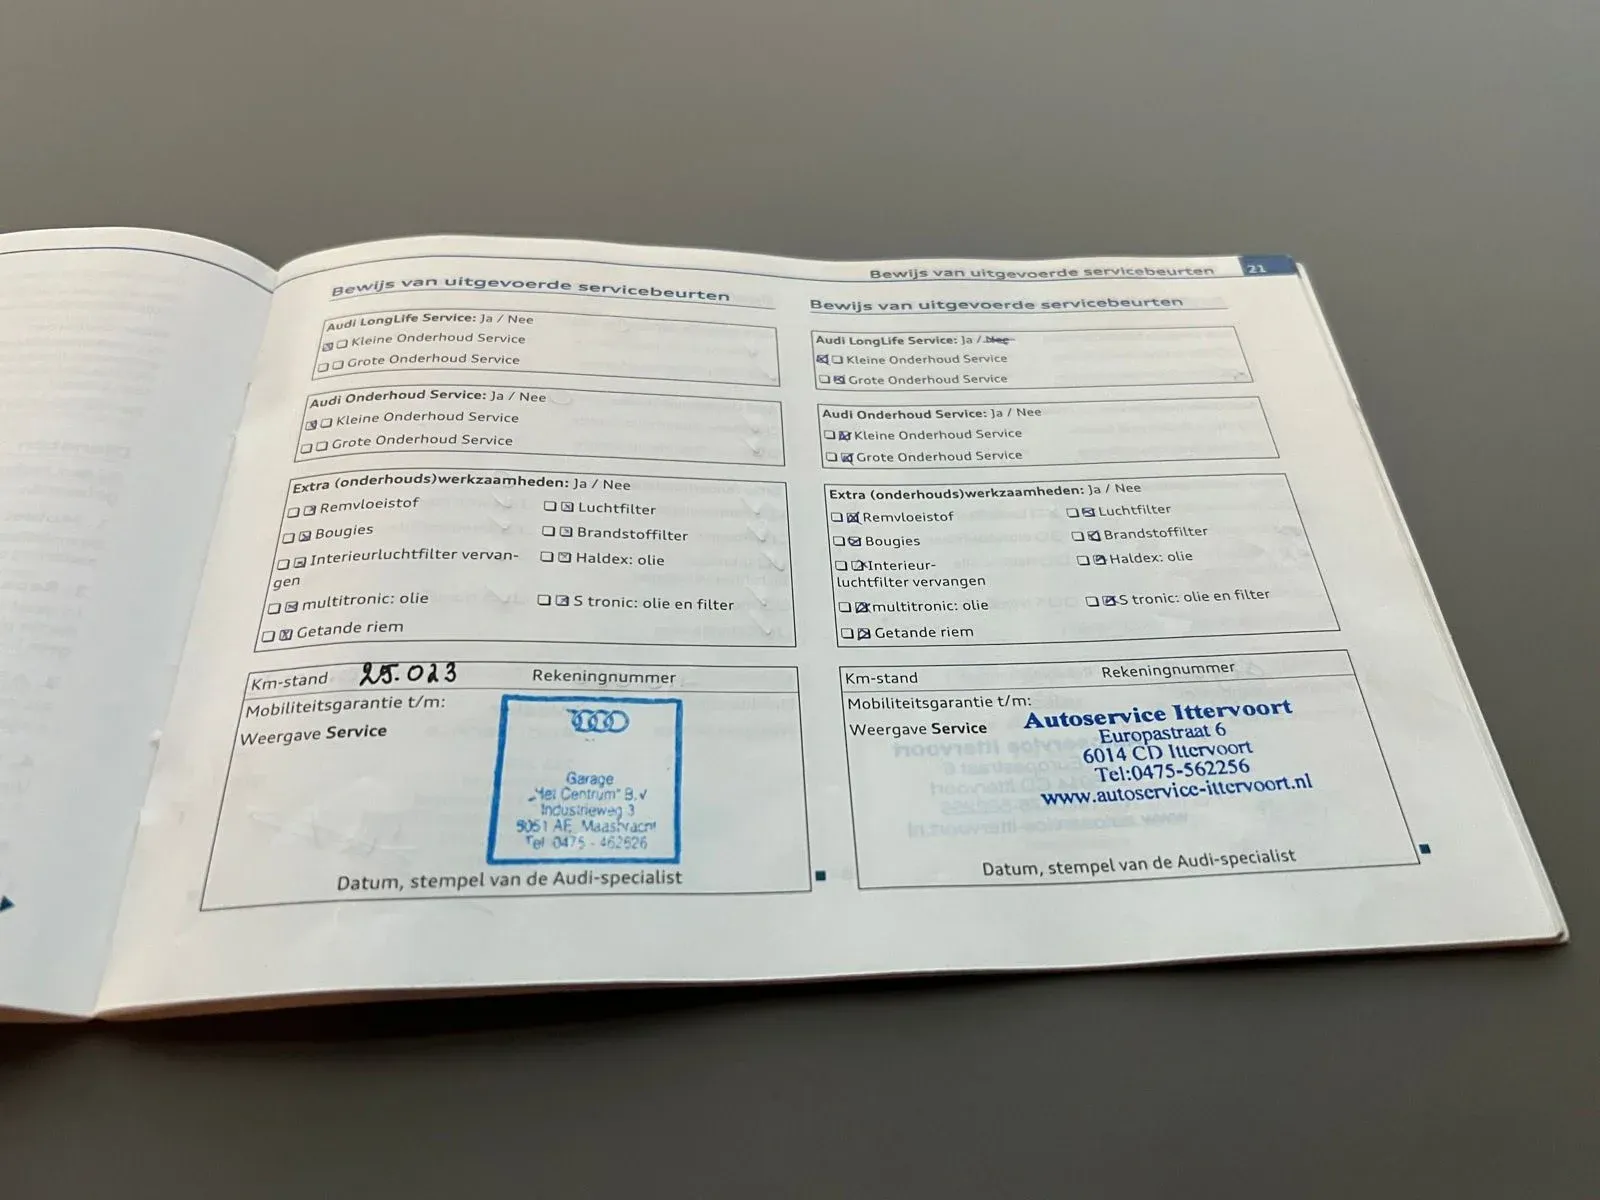 Bewijs van uitgevoerde servicebeurten 21
Bewijs van uitgevoerde servicebeurten
Audi LongLife Service: Ja / Nee
Kleine Onderhoud Service
Grote Onderhoud Service
Audi Onderhoud Service: Ja / Nee
Kleine Onderhoud Service
Grote Onderhoud Service
Extra (onderhouds)werkzaamheden: Ja / Nee
Remvloeistof
Luchtfilter
Bougies
Brandstoffilter
Interieurluchtfilter vervan-
gen
Haldex: olie
multitronic: olie
S tronic: olie en filter
Getande riem
Km-stand 25.023 Rekeningnummer
Mobiliteitsgarantie t/m:
Weergave Service
Garage
Centrum" B.V
Industrieweg 3
Tel 0475 - 462526
Datum, stempel van de Audi-specialist
Bewijs van uitgevoerde servicebeurten
Audi LongLife Service: Ja / Nee
Kleine Onderhoud Service
Grote Onderhoud Service
Audi Onderhoud Service: Ja / Nee
Kleine Onderhoud Service
Grote Onderhoud Service
Extra (onderhouds)werkzaamheden: Ja / Nee
Remvloeistof
Luchtfilter
Bougies
Brandstoffilter
Interieur-
luchtfilter vervangen
Haldex: olie
multitronic: olie
S tronic: olie en filter
Getande riem
Km-stand Rekeningnummer
Mobiliteitsgarantie t/m:
Weergave Service
Autoservice Ittervoort
Europastraat 6
6014 CD Ittervoort
Tel:0475-562256
www.autoservice-ittervoort.nl
Datum, stempel van de Audi-specialist